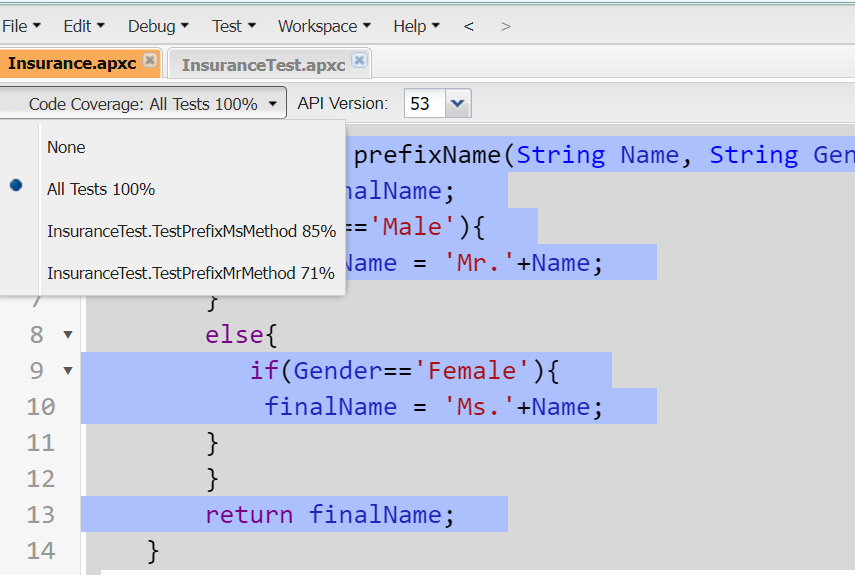 File Edit Debug Test Workspace Help < >
Insurance.apxc InsuranceTest.apxc
Code Coverage: All Tests 100% API Version: 53
None
All Tests 100%
InsuranceTest.TestPrefixMsMethod 85%
InsuranceTest.TestPrefixMrMethod 71%
prefixName(String Name, String Gen
nalName;
=='Male'){
Name = 'Mr.'+Name;
7 }
8 else{
9 if(Gender=='Female'){
10 finalName = 'Ms.'+Name;
11 }
12 }
13 return finalName;
14 }